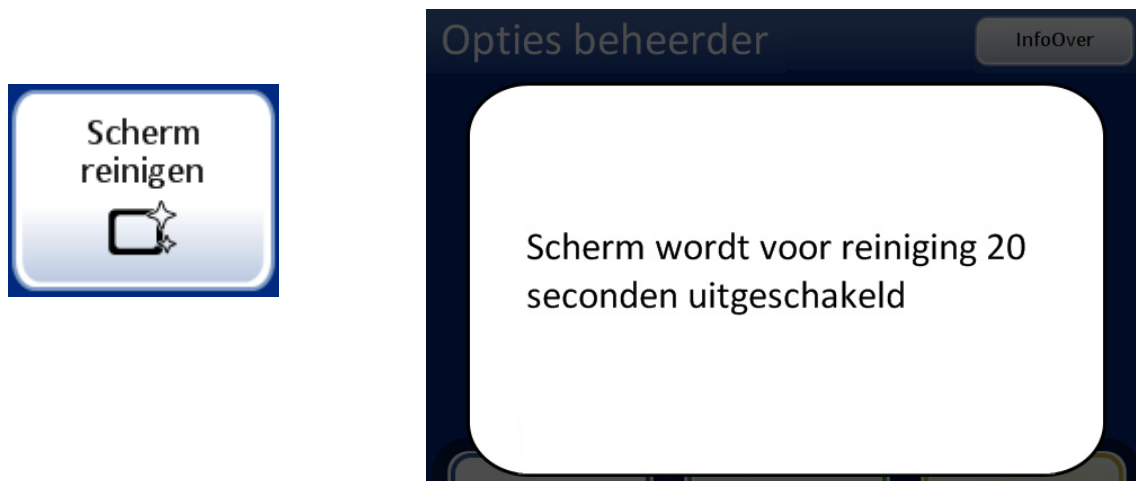 Scherm
reinigen
Opties beheerder
InfoOver
Scherm wordt voor reiniging 20
seconden uitgeschakeld